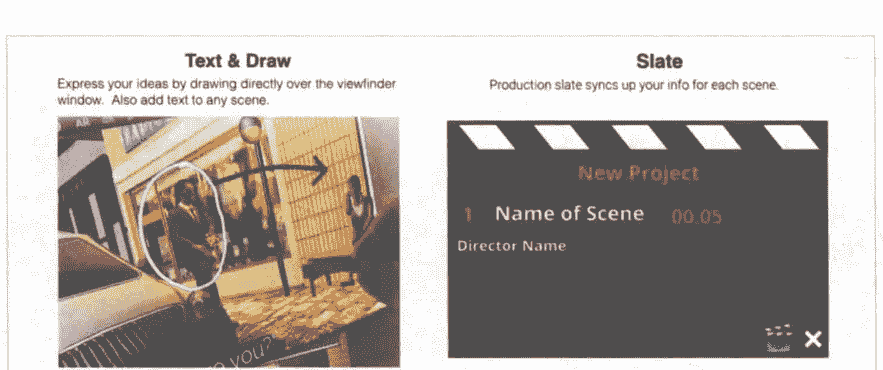 Text & Draw
Express your ideas by drawing directly over the viewfinder
window. Also add text to any scene.
you?
Slate
Production slate syncs up your info for each scene.
New Project
1 Name of Scene 00.05
Director Name